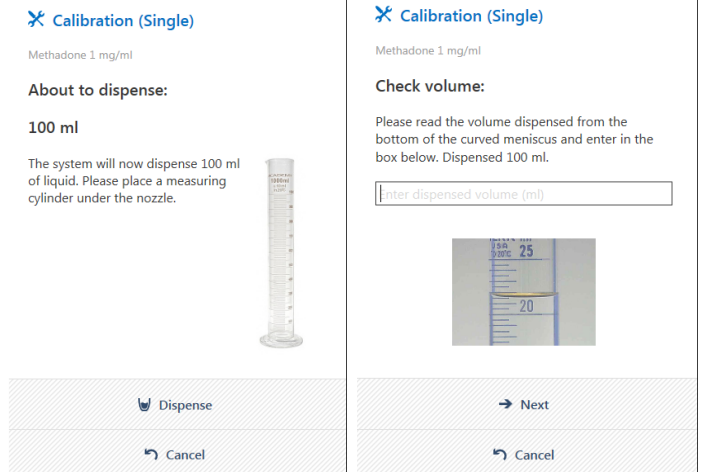 Calibration (Single)
Methadone 1 mg/ml
About to dispense:
100 ml
The system will now dispense 100 ml
of liquid. Please place a measuring
cylinder under the nozzle.
1000ml
Dispense
Cancel
Calibration (Single)
Methadone 1 mg/ml
Check volume:
Please read the volume dispensed from the
bottom of the curved meniscus and enter in the
box below. Dispensed 100 ml.
Enter dispensed volume (ml)
20°C 25
20
Next
Cancel